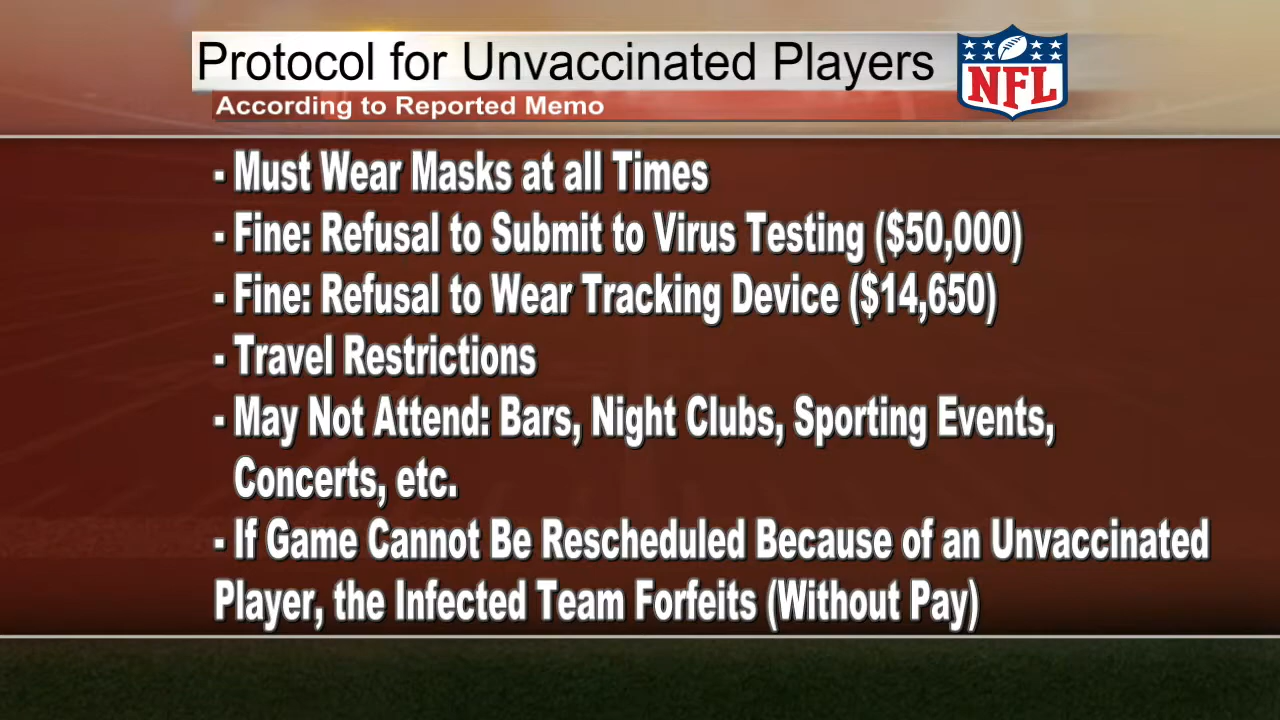 Protocol for Unvaccinated Players
NFL
According to Reported Memo
- Must Wear Masks at all Times
- Fine: Refusal to Submit to Virus Testing ($50,000)
- Fine: Refusal to Wear Tracking Device ($14,650)
- Travel Restrictions
- May Not Attend: Bars, Night Clubs, Sporting Events,
Concerts, etc.
- If Game Cannot Be Rescheduled Because of an Unvaccinated
Player, the Infected Team Forfeits (Without Pay)